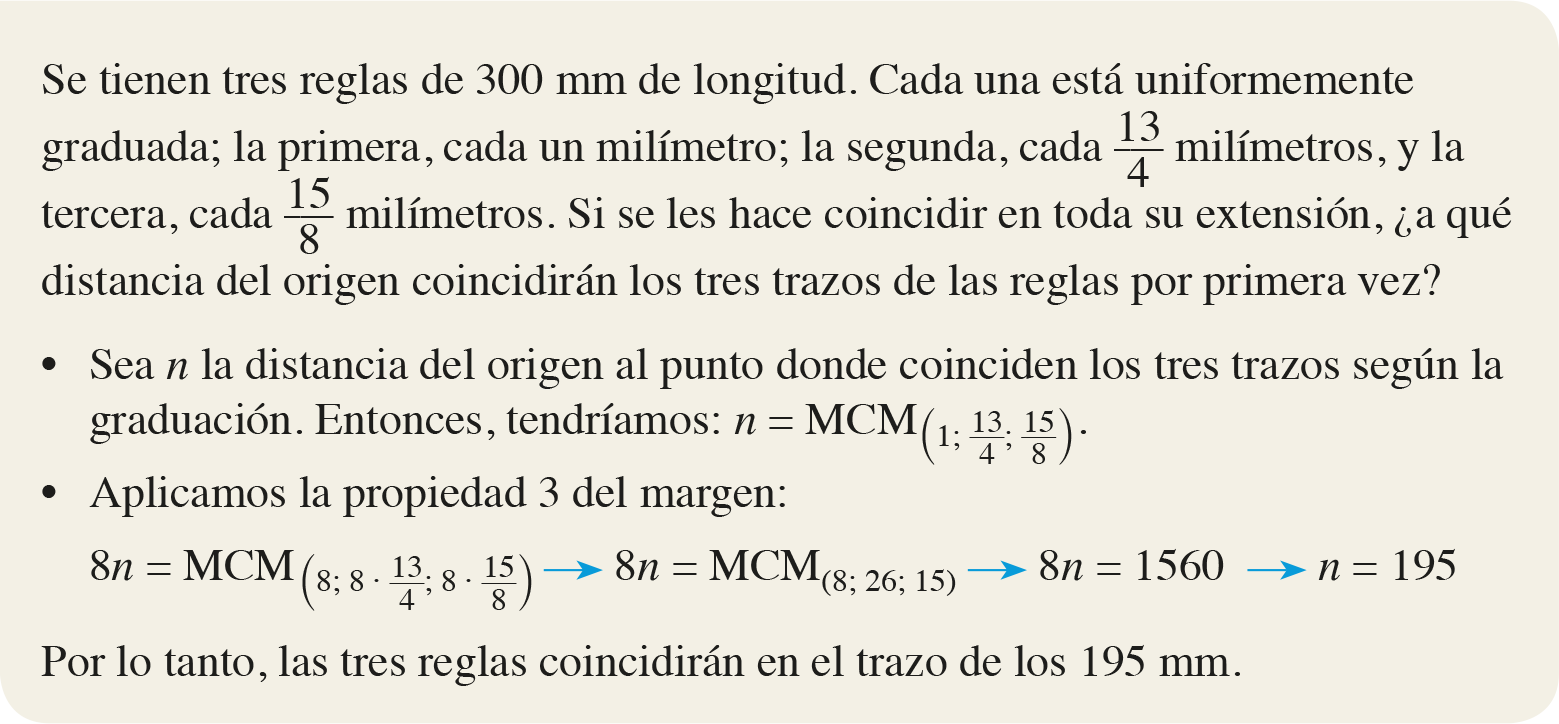 Se tienen tres reglas de 300 mm de longitud. Cada una está uniformemente
graduada; la primera, cada un milímetro; la segunda, cada 13/4 milímetros, y la
tercera, cada 15/8 milímetros. Si se les hace coincidir en toda su extensión, ¿a qué
distancia del origen coincidirán los tres trazos de las reglas por primera vez?
• Sea n la distancia del origen al punto donde coinciden los tres trazos según la
graduación. Entonces, tendríamos: n = MCM(1; 13/4; 15/8).
• Aplicamos la propiedad 3 del margen:
8n = MCM(8; 8 · 13/4; 8 · 15/8) → 8n = MCM(8; 26; 15) → 8n = 1560 → n = 195
Por lo tanto, las tres reglas coincidirán en el trazo de los 195 mm.